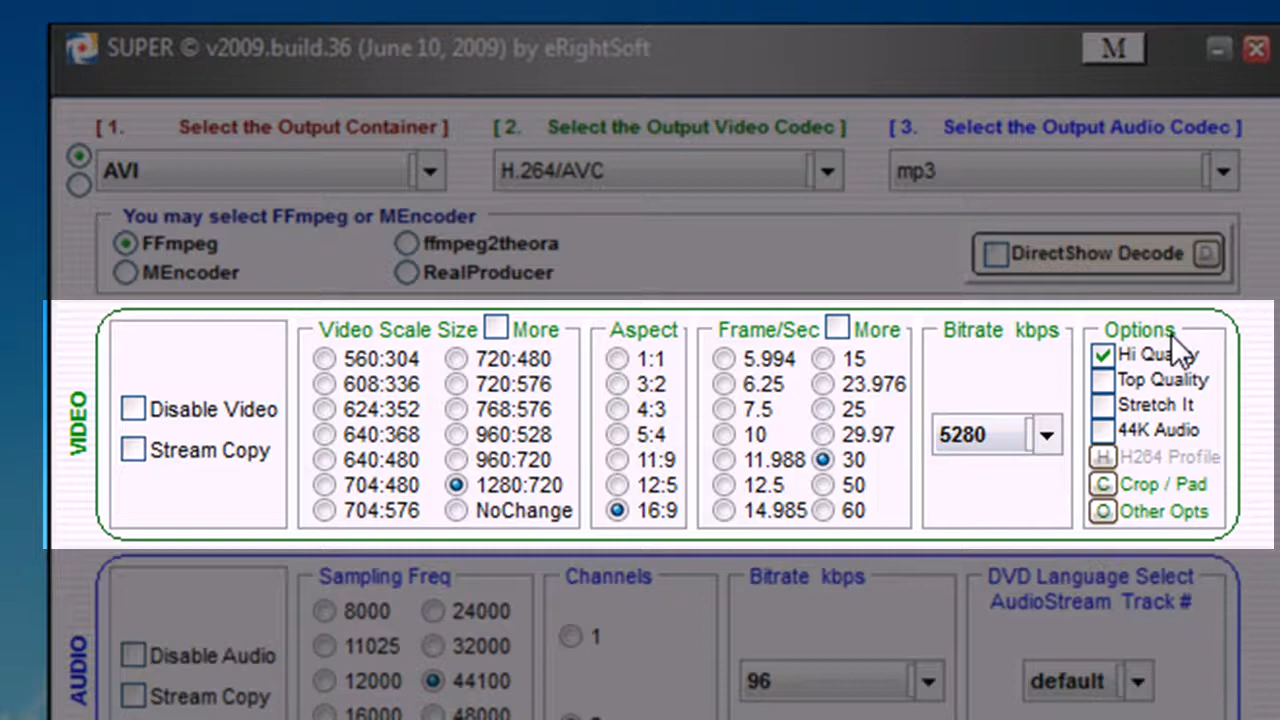 SUPER © v2009.build.36 (June 10, 2009) by eRightSoft
M
[ 1. Select the Output Container ] [ 2. Select the Output Video Codec ] [ 3. Select the Output Audio Codec ]
AVI H.264/AVC mp3
You may select FFmpeg or MEncoder
FFmpeg ffmpeg2theora
MEncoder RealProducer
DirectShow Decode D
VIDEO
Disable Video
Stream Copy
Video Scale Size More
560:304 720:480
608:336 720:576
624:352 768:576
640:368 960:528
640:480 960:720
704:480 1280:720
704:576 NoChange
Aspect
1:1
3:2
4:3
5:4
11:9
12:5
16:9
Frame/Sec More
5.994 15
6.25 23.976
7.5 25
10 29.97
11.988 30
12.5 50
14.985 60
Bitrate kbps
5280
Options
Hi Quality
Top Quality
Stretch It
44K Audio
H H264 Profile
C Crop / Pad
O Other Opts
AUDIO
Disable Audio
Stream Copy
Sampling Freq
8000 24000
11025 32000
12000 44100
16000 48000
Channels
1
Bitrate kbps
96
DVD Language Select
AudioStream Track #
default